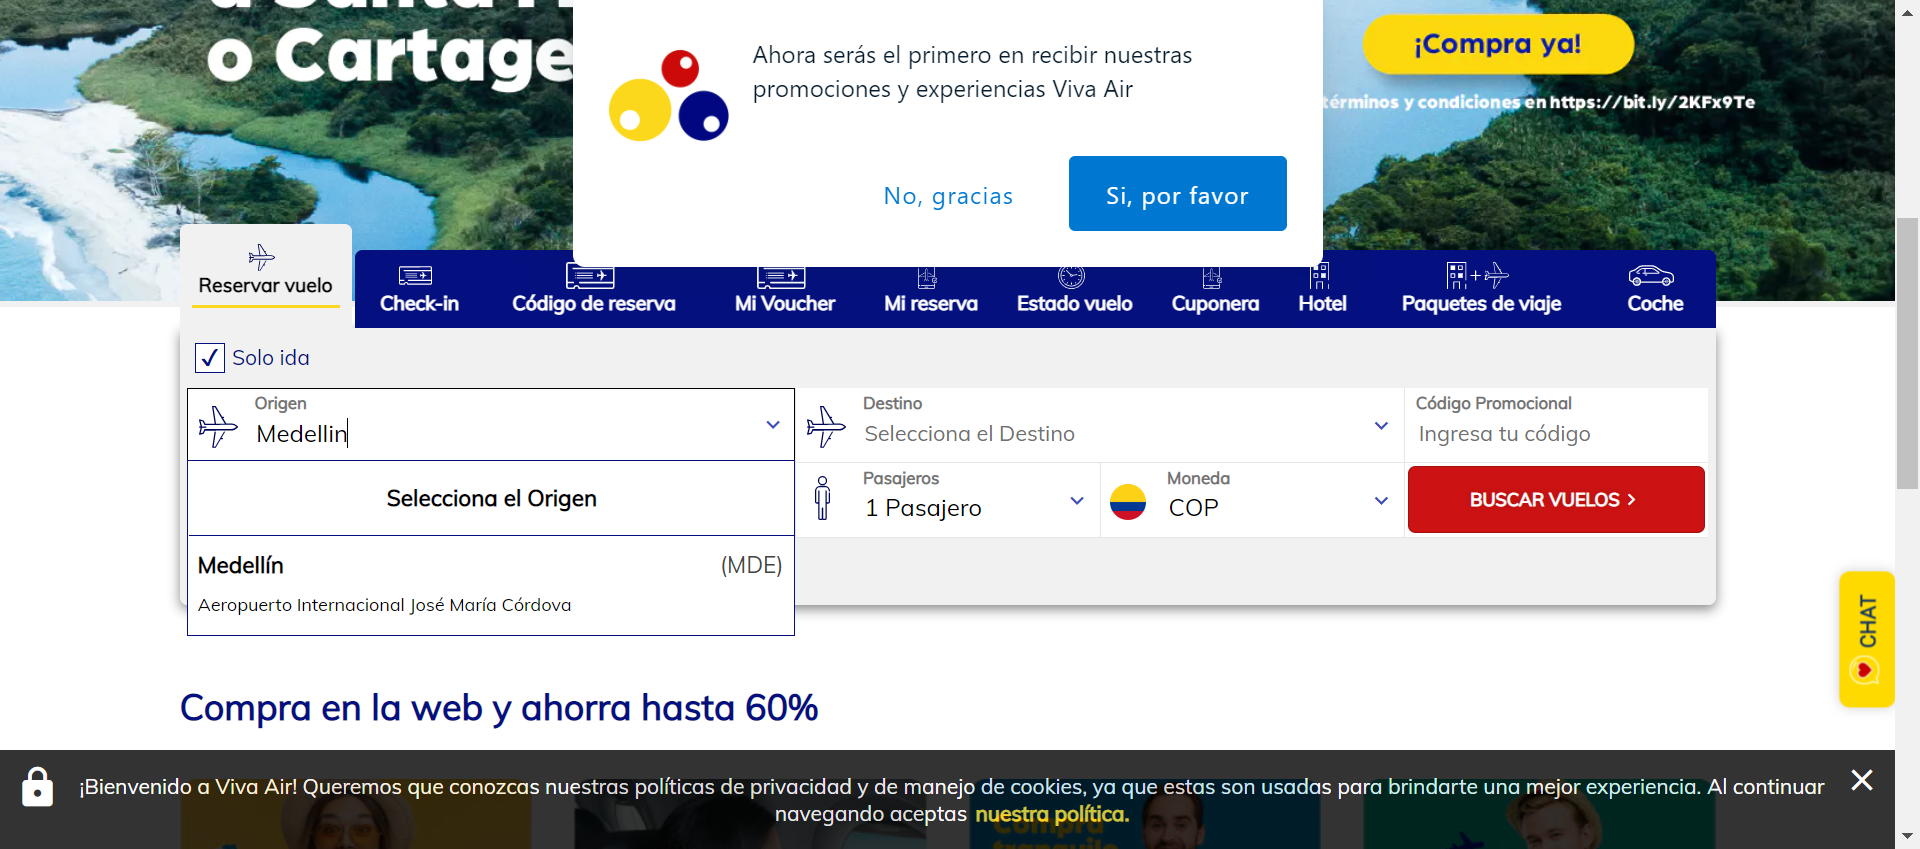 o Cartage
Ahora serás el primero en recibir nuestras
promociones y experiencias Viva Air
No, gracias
Si, por favor
¡Compra ya!
términos y condiciones en https://bit.ly/2KFx9Te
Reservar vuelo
Check-in
Código de reserva
Mi Voucher
Mi reserva
Estado vuelo
Cuponera
Hotel
Paquetes de viaje
Coche
Solo ida
Origen
Medellin
Destino
Selecciona el Destino
Código Promocional
Ingresa tu código
Selecciona el Origen
Pasajeros
1 Pasajero
Moneda
COP
BUSCAR VUELOS
Medellín (MDE)
Aeropuerto Internacional José María Córdova
CHAT
Compra en la web y ahorra hasta 60%
¡Bienvenido a Viva Air! Queremos que conozcas nuestras políticas de privacidad y de manejo de cookies, ya que estas son usadas para brindarte una mejor experiencia. Al continuar
navegando aceptas nuestra política.
Compra